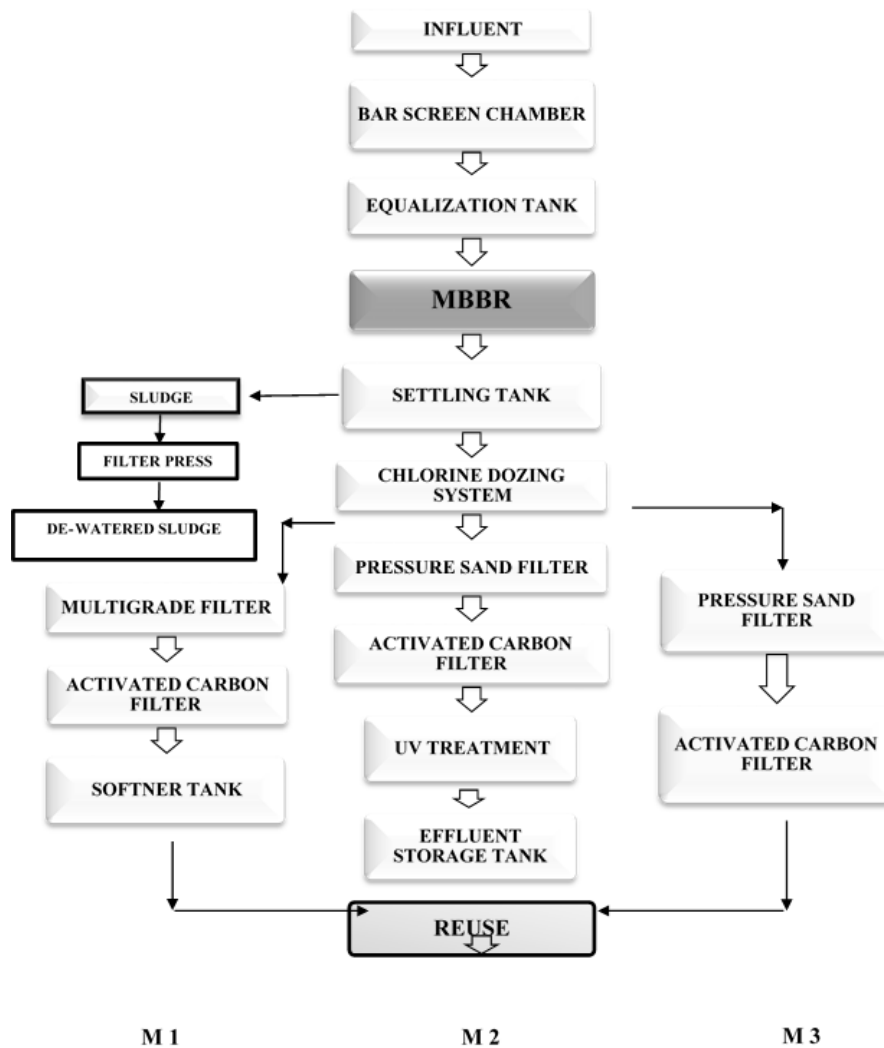 INFLUENT
BAR SCREEN CHAMBER
EQUALIZATION TANK
MBBR
SETTLING TANK
SLUDGE
FILTER PRESS
DE-WATERED SLUDGE
CHLORINE DOZING
SYSTEM
MULTIGRADE FILTER
ACTIVATED CARBON
FILTER
SOFTNER TANK
PRESSURE SAND FILTER
ACTIVATED CARBON
FILTER
UV TREATMENT
EFFLUENT
STORAGE TANK
PRESSURE SAND
FILTER
ACTIVATED CARBON
FILTER
REUSE
M 1
M 2
M 3